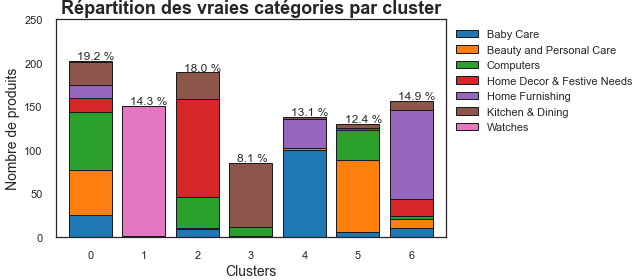 Répartition des vraies catégories par cluster
Nombre de produits
250
200
150
100
50
0
19.2 %
14.3 %
18.0 %
8.1 %
13.1 %
12.4 %
14.9 %
0 1 2 3 4 5 6
Clusters
Baby Care
Beauty and Personal Care
Computers
Home Decor & Festive Needs
Home Furnishing
Kitchen & Dining
Watches